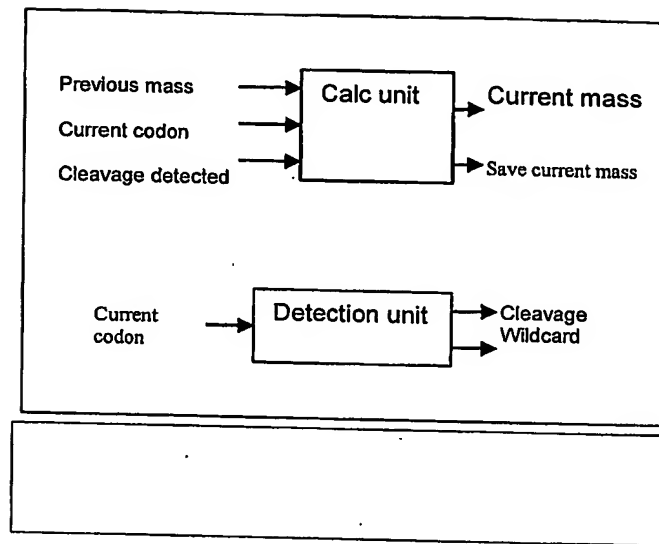 Previous mass
Current codon
Cleavage detected
Calc unit
Current mass
Save current mass
Current
codon
Detection unit
Cleavage
Wildcard